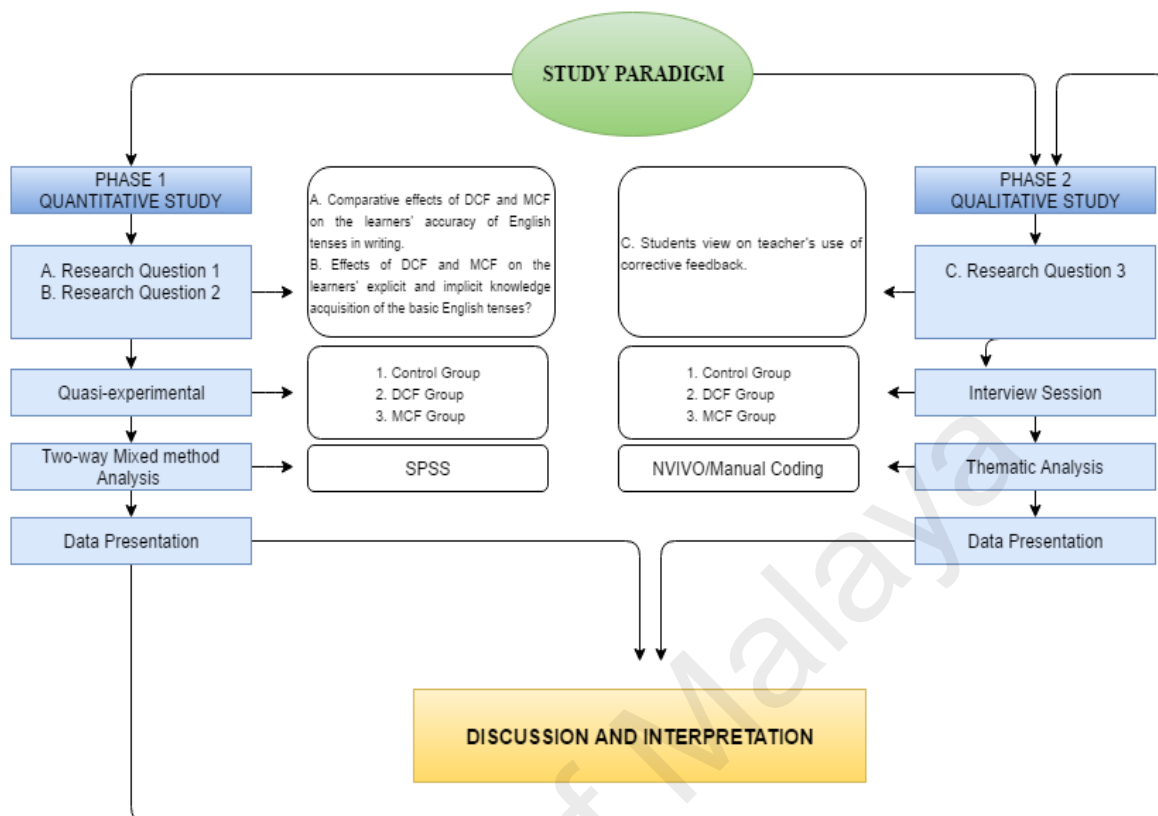 STUDY PARADIGM
PHASE 1
QUANTITATIVE STUDY
A. Comparative effects of DCF and MCF
on the learners' accuracy of English
tenses in writing.
B. Effects of DCF and MCF on the
learners' explicit and implicit knowledge
acquisition of the basic English tenses?
C. Students view on teacher's use of
corrective feedback.
PHASE 2
QUALITATIVE STUDY
A. Research Question 1
B. Research Question 2
C. Research Question 3
Quasi-experimental
1. Control Group
2. DCF Group
3. MCF Group
1. Control Group
2. DCF Group
3. MCF Group
Interview Session
Two-way Mixed method
Analysis
SPSS
NVIVO/Manual Coding
Thematic Analysis
Data Presentation
Data Presentation
DISCUSSION AND INTERPRETATION
of Malaya